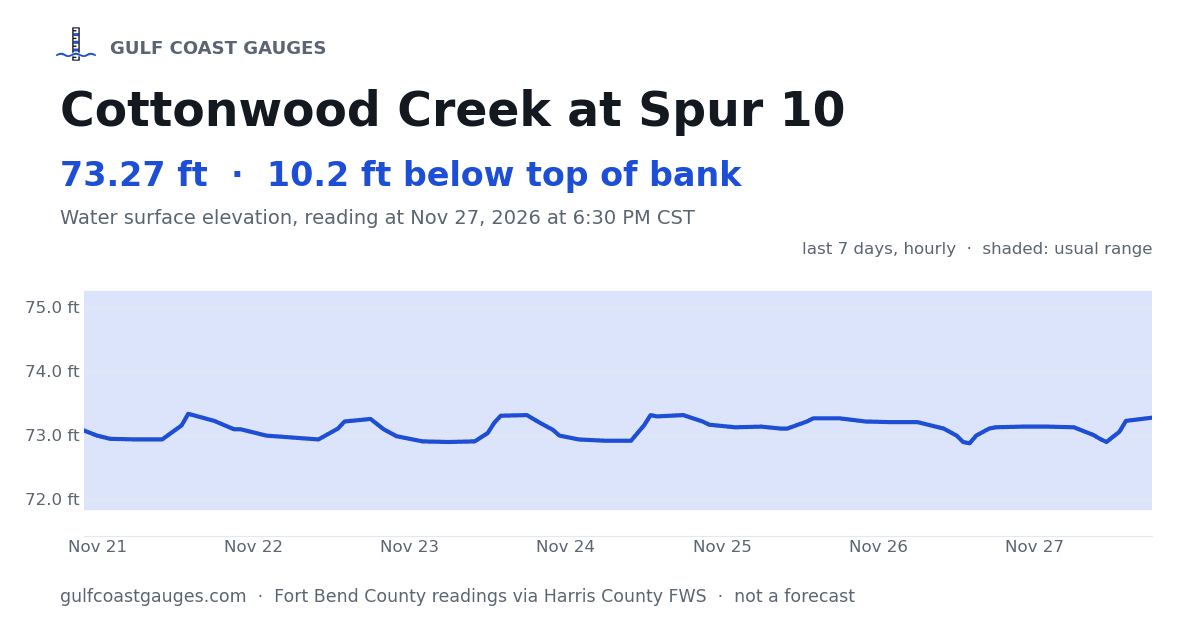 GULF COAST GAUGES
Cottonwood Creek at Spur 10
73.27 ft · 10.2 ft below top of bank
Water surface elevation, reading at Nov 27, 2026 at 6:30 PM CST
last 7 days, hourly · shaded: usual range
75.0 ft
74.0 ft
73.0 ft
72.0 ft
Nov 21 Nov 22 Nov 23 Nov 24 Nov 25 Nov 26 Nov 27
gulfcoastgauges.com · Fort Bend County readings via Harris County FWS · not a forecast